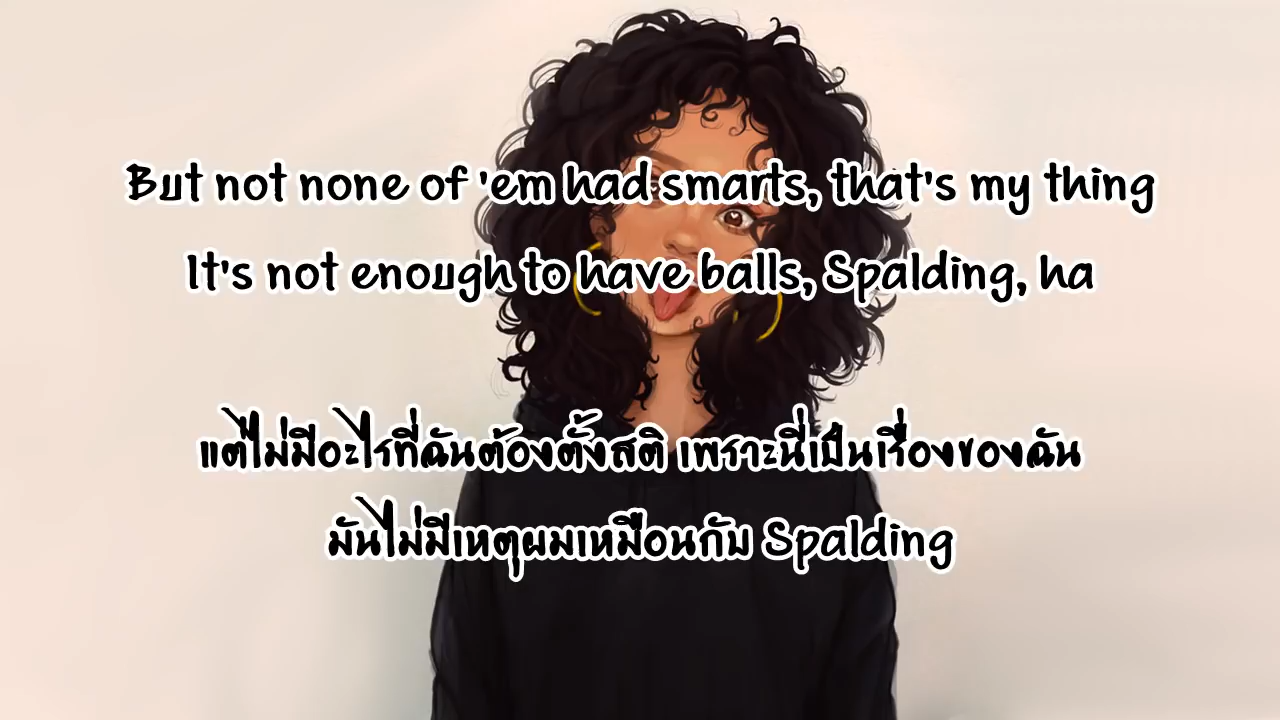 But not none of 'em had smarts, that's my thing
It's not enough to have balls, Spalding, ha
แต่ไม่มีอะไรที่ฉันต้องตั้งสติ เพราะนี่เป็นเรื่องของฉัน
มันไม่มีเหตุผมเหมือนกับ Spalding